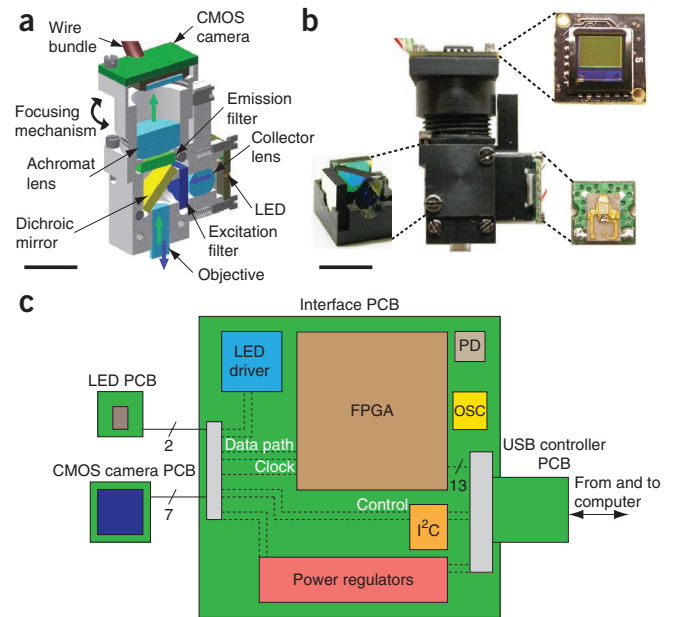 a
Wire
bundle
CMOS
camera
Focusing
mechanism
Emission
filter
Collector
lens
Achromat
lens
LED
Dichroic
mirror
Excitation
filter
Objective
b
c
Interface PCB
LED
driver
PD
LED PCB
FPGA
OSC
2
Data path
USB controller
PCB
Clock
CMOS camera PCB
13
From and to
computer
7
Control
I²C
Power regulators